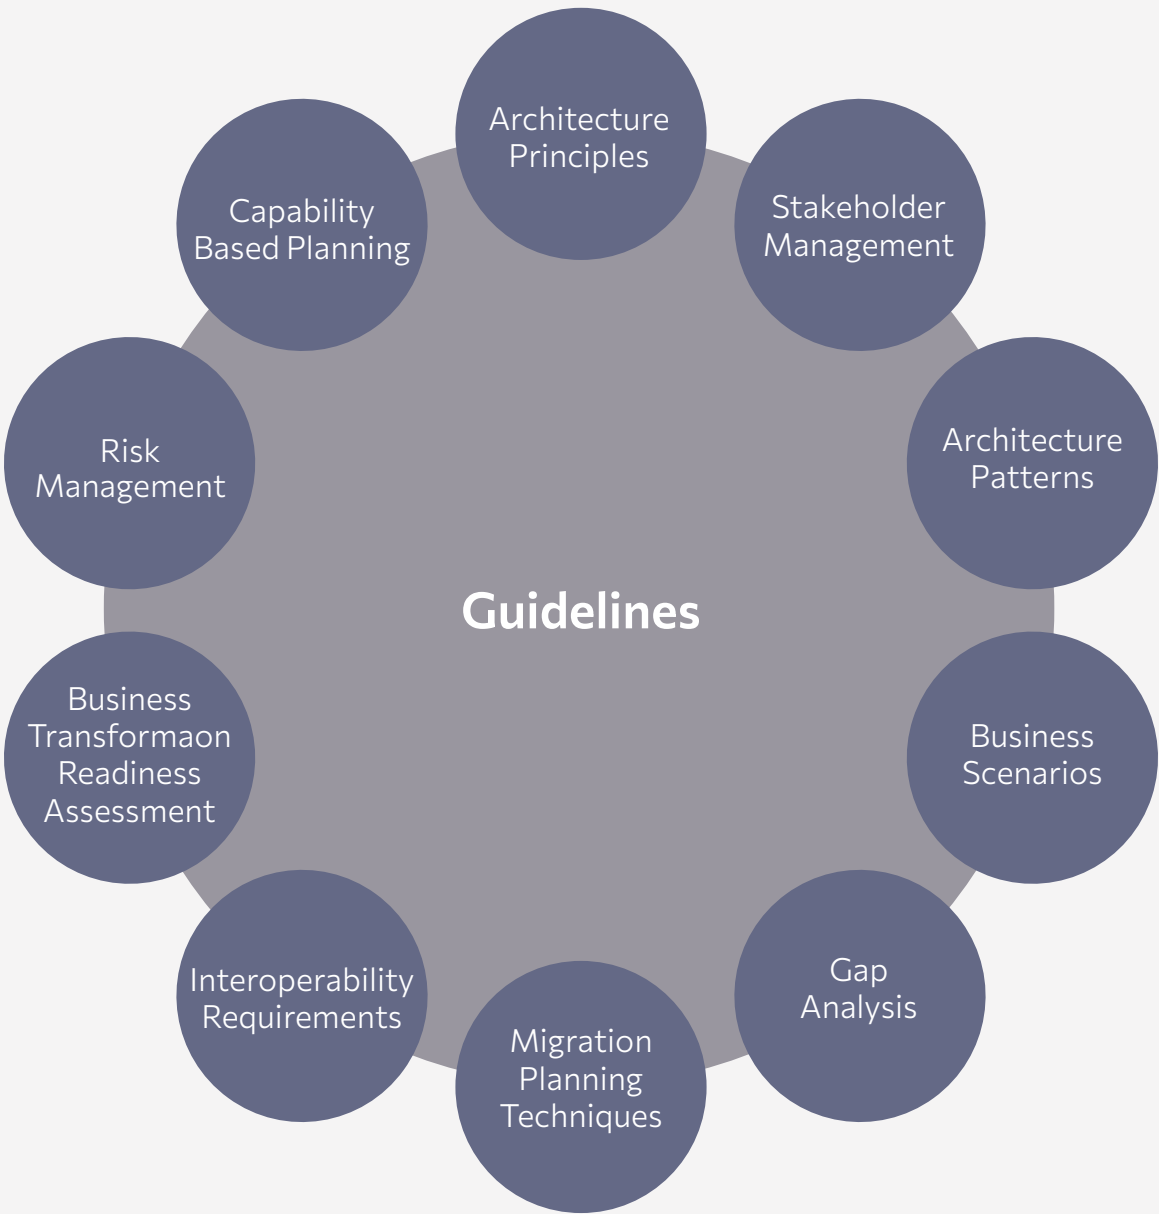 Architecture
Principles
Stakeholder
Management
Architecture
Patterns
Business
Scenarios
Gap
Analysis
Migration
Planning
Techniques
Interoperability
Requirements
Business
Transformaon
Readiness
Assessment
Risk
Management
Capability
Based Planning
Guidelines